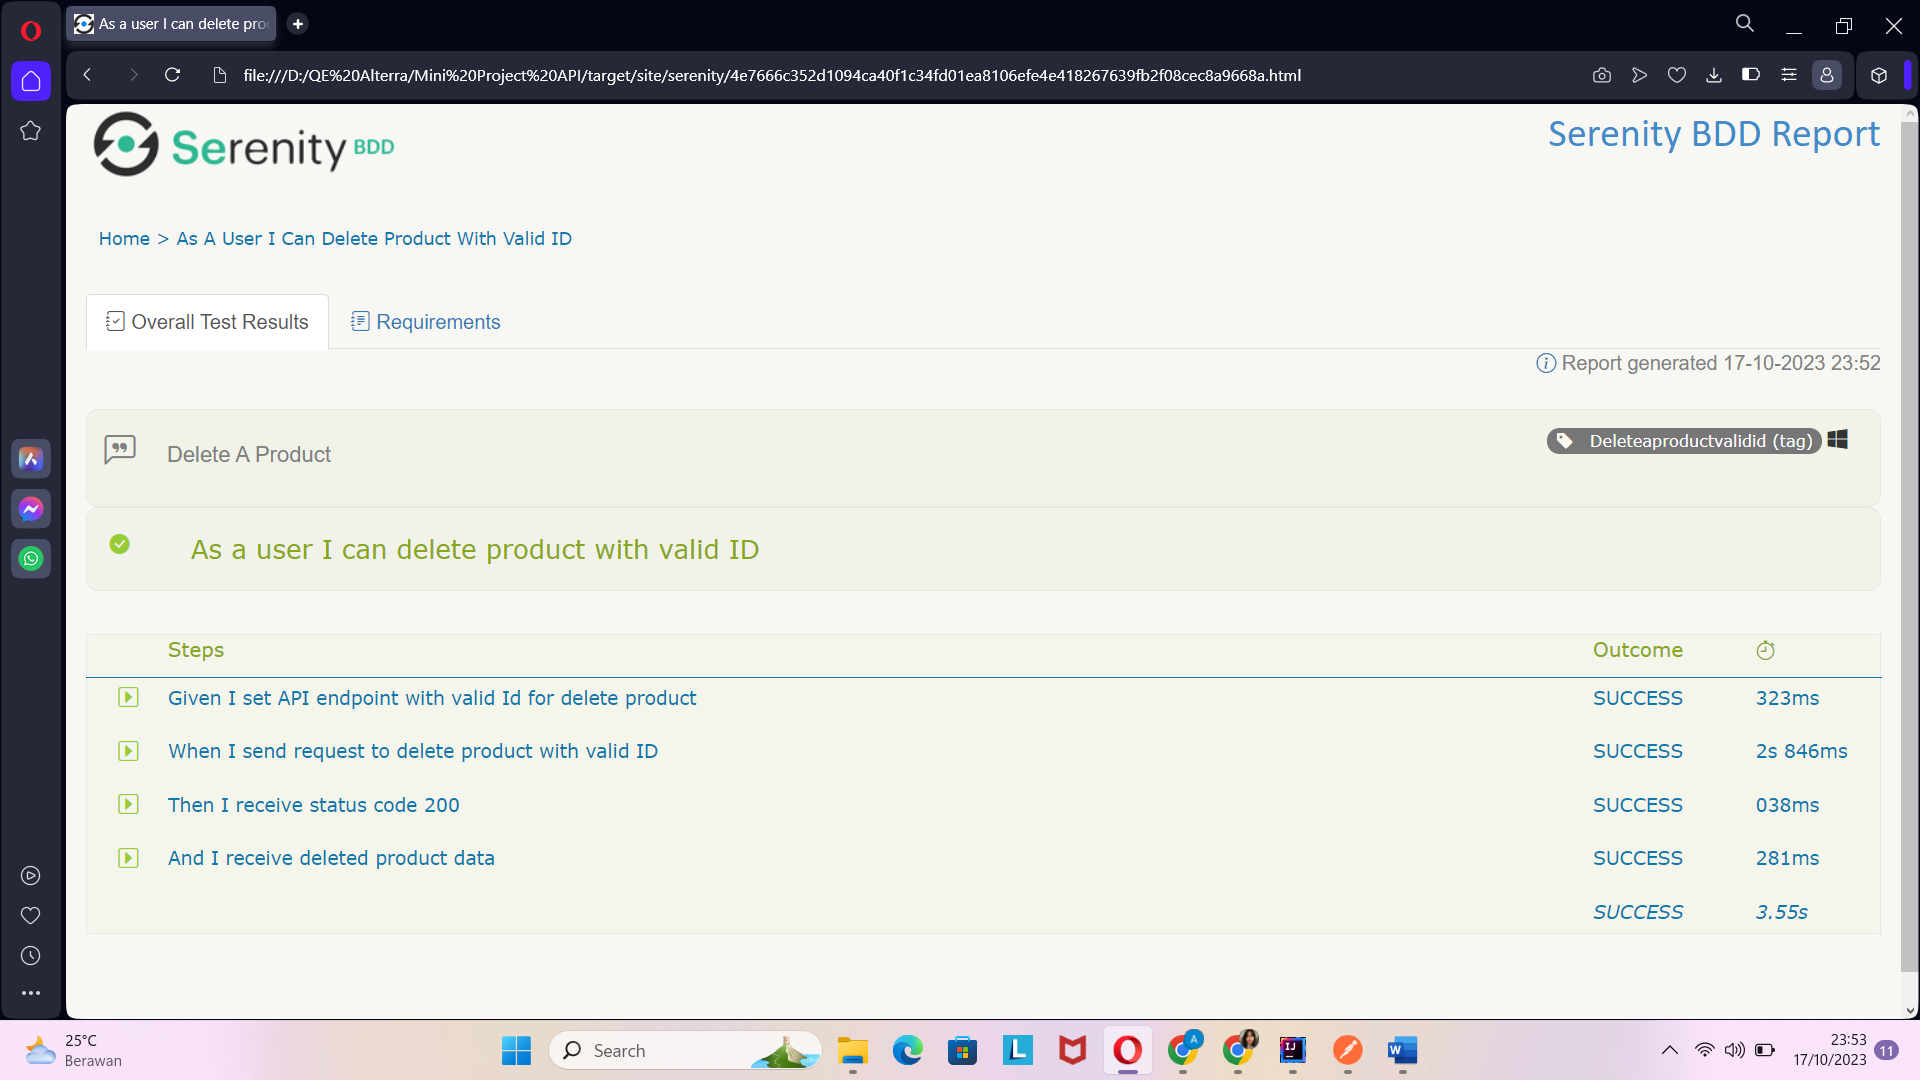 As a user I can delete pro
file:///D:/QE%20Alterra/Mini%20Project%20API/target/site/serenity/4e7666c352d1094ca40f1c34fd01ea8106efe4e418267639fb2f08cec8a9668a.html
Serenity BDD
Serenity BDD Report
Home > As A User I Can Delete Product With Valid ID
Overall Test Results
Requirements
Report generated 17-10-2023 23:52
Delete A Product
Deleteaproductvalidid (tag)
As a user I can delete product with valid ID
Steps Outcome
Given I set API endpoint with valid Id for delete product SUCCESS 323ms
When I send request to delete product with valid ID SUCCESS 2s 846ms
Then I receive status code 200 SUCCESS 038ms
And I receive deleted product data SUCCESS 281ms
SUCCESS 3.55s
25°C
Berawan
Search
L
A
IJ
W
23:53
17/10/2023
11